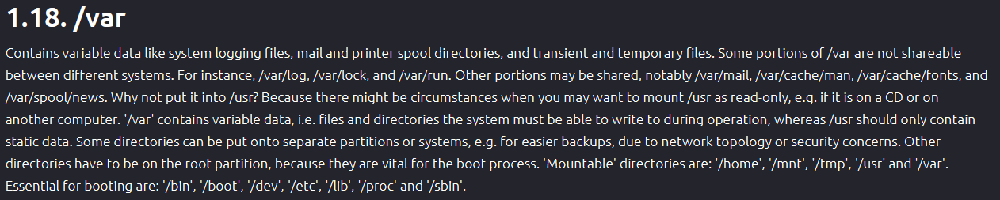 1.18. /var
Contains variable data like system logging files, mail and printer spool directories, and transient and temporary files. Some portions of /var are not shareable
between different systems. For instance, /var/log, /var/lock, and /var/run. Other portions may be shared, notably /var/mail, /var/cache/man, /var/cache/fonts, and
/var/spool/news. Why not put it into /usr? Because there might be circumstances when you may want to mount /usr as read-only, e.g. if it is on a CD or on
another computer. '/var' contains variable data, i.e. files and directories the system must be able to write to during operation, whereas /usr should only contain
static data. Some directories can be put onto separate partitions or systems, e.g. for easier backups, due to network topology or security concerns. Other
directories have to be on the root partition, because they are vital for the boot process. 'Mountable' directories are: '/home', '/mnt', '/tmp', '/usr' and '/var'.
Essential for booting are: '/bin', '/boot', '/dev', '/etc', '/lib', '/proc' and '/sbin'.